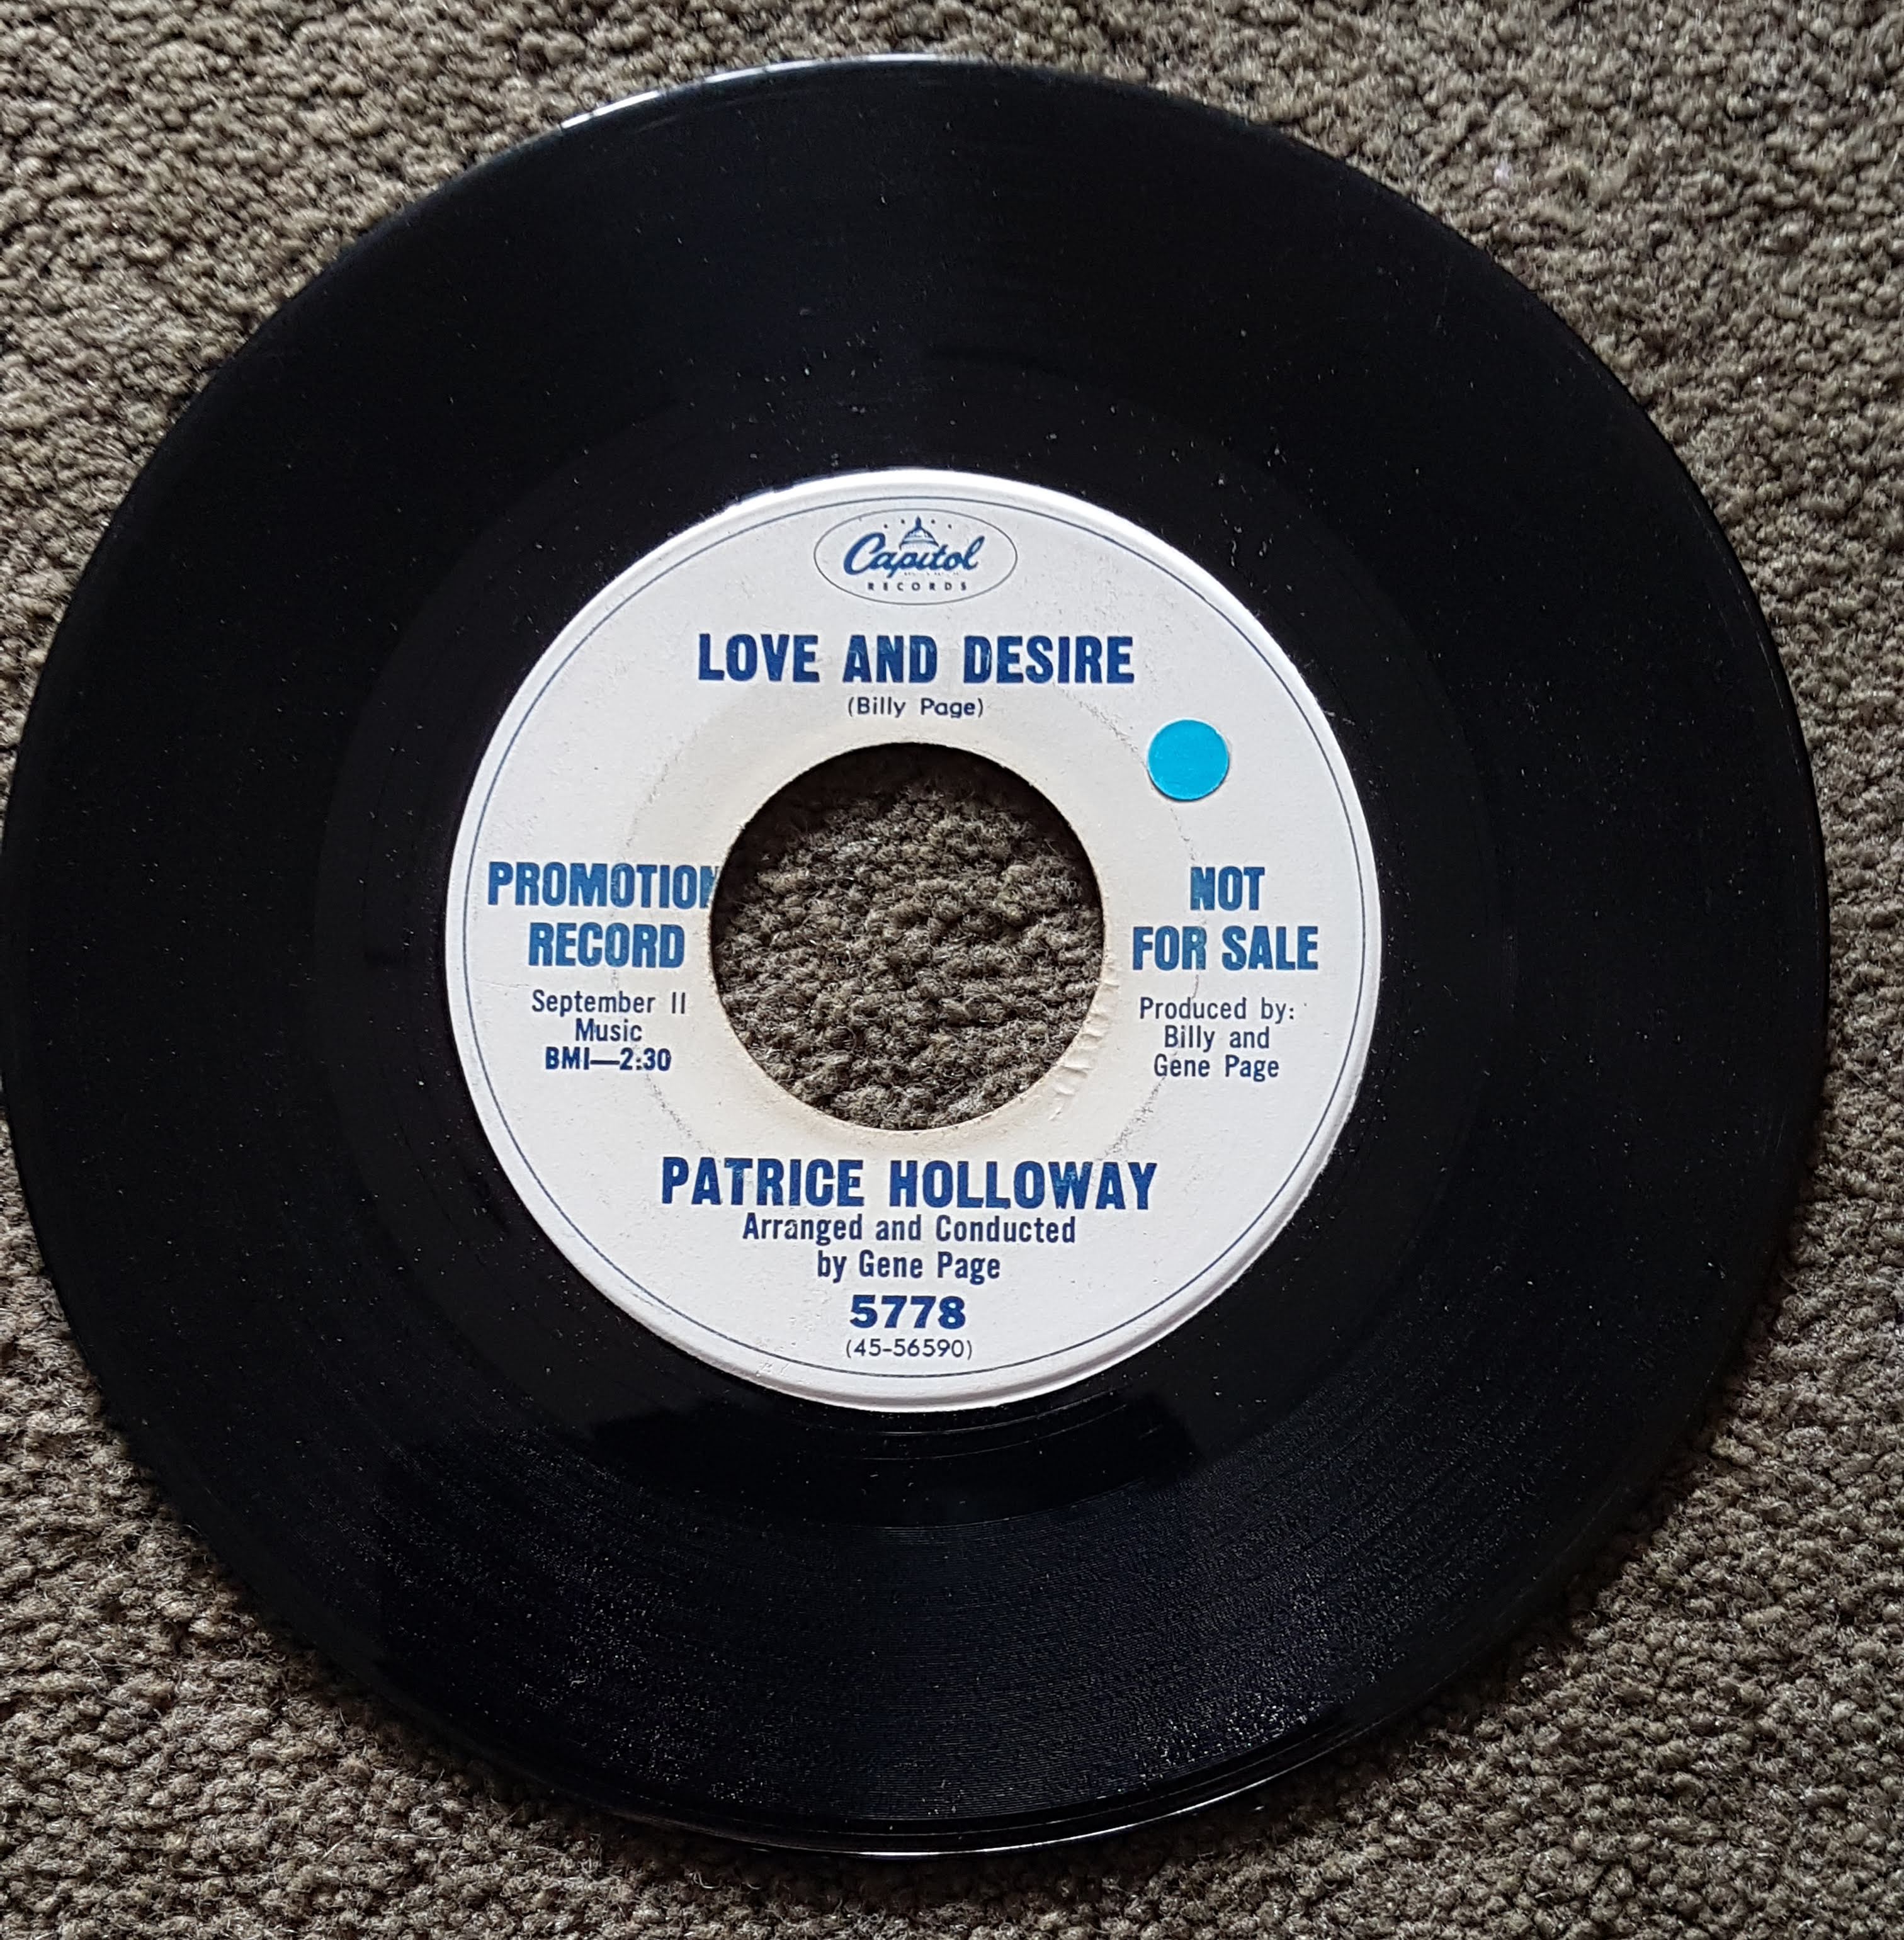 Capitol
RECORDS
LOVE AND DESIRE
(Billy Page)
PROMOTION
RECORD
September 11
Music
BMI—2:30
NOT
FOR SALE
Produced by:
Billy and
Gene Page
PATRICE HOLLOWAY
Arranged and Conducted
by Gene Page
5778
(45-56590)